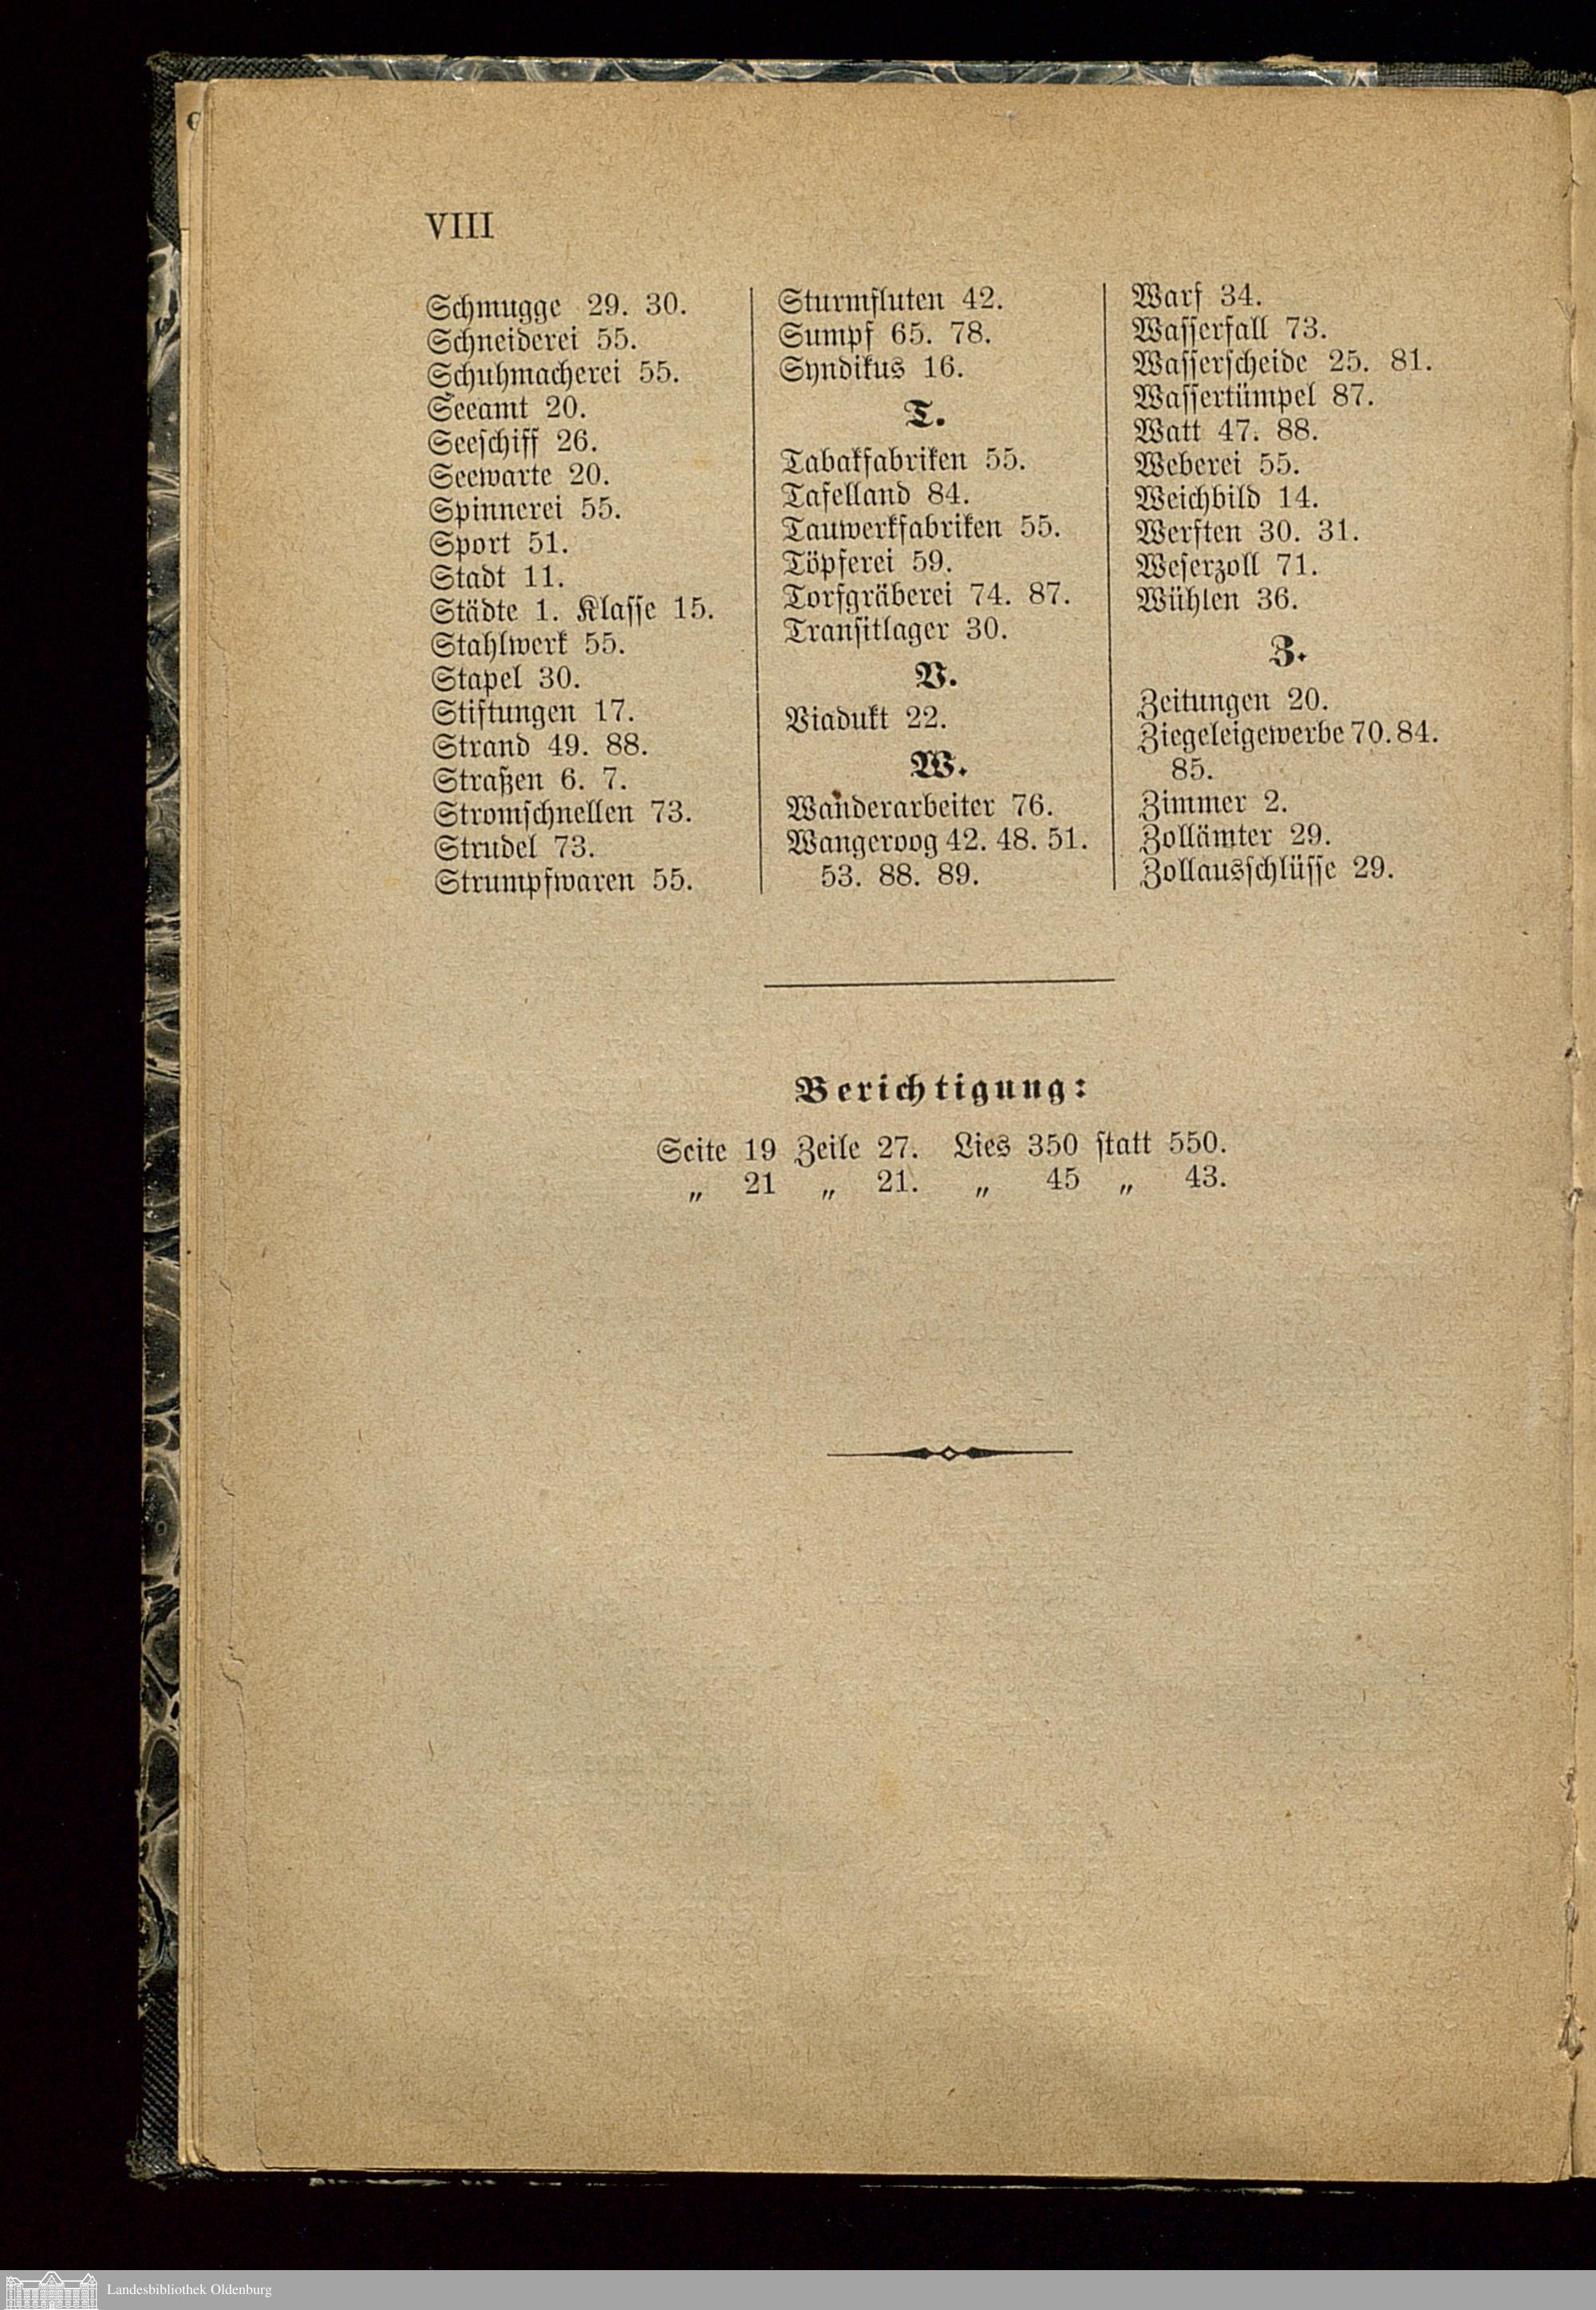 VIII
Schmugge 29. 30.
Schneiderei 55.
Schuhmacherei 55.
Seeamt 20.
Seeschiff 26.
Seewarte 20.
Spinnerei 55.
Sport 51.
Stadt 11.
Städte 1. Klasse 15.
Stahlwerk 55.
Stapel 30.
Stiftungen 17.
Strand 49. 88.
Straßen 6. 7.
Stromschnellen 73.
Strudel 73.
Strumpfwaren 55.
Sturmfluten 42.
Sumpf 65. 78.
Syndikus 16.
T.
Tabakfabriken 55.
Tafelland 84.
Tauwerkfabriken 55.
Töpferei 59.
Torfgräberei 74. 87.
Transitlager 30.
V.
Viadukt 22.
W.
Wanderarbeiter 76.
Wangeroog 42. 48. 51.
53. 88. 89.
Warf 34.
Wasserfall 73.
Wasserscheide 25. 81.
Wassertümpel 87.
Watt 47. 88.
Weberei 55.
Weichbild 14.
Werften 30. 31.
Weserzoll 71.
Wühlen 36.
Z.
Zeitungen 20.
Ziegeleigewerbe 70. 84.
85.
Zimmer 2.
Zollämter 29.
Zollausschlüsse 29.
Berichtigung:
Seite 19 Zeile 27. Lies 350 statt 550.
„ 21 „ 21. „ 45 „ 43.
Landesbibliothek Oldenburg